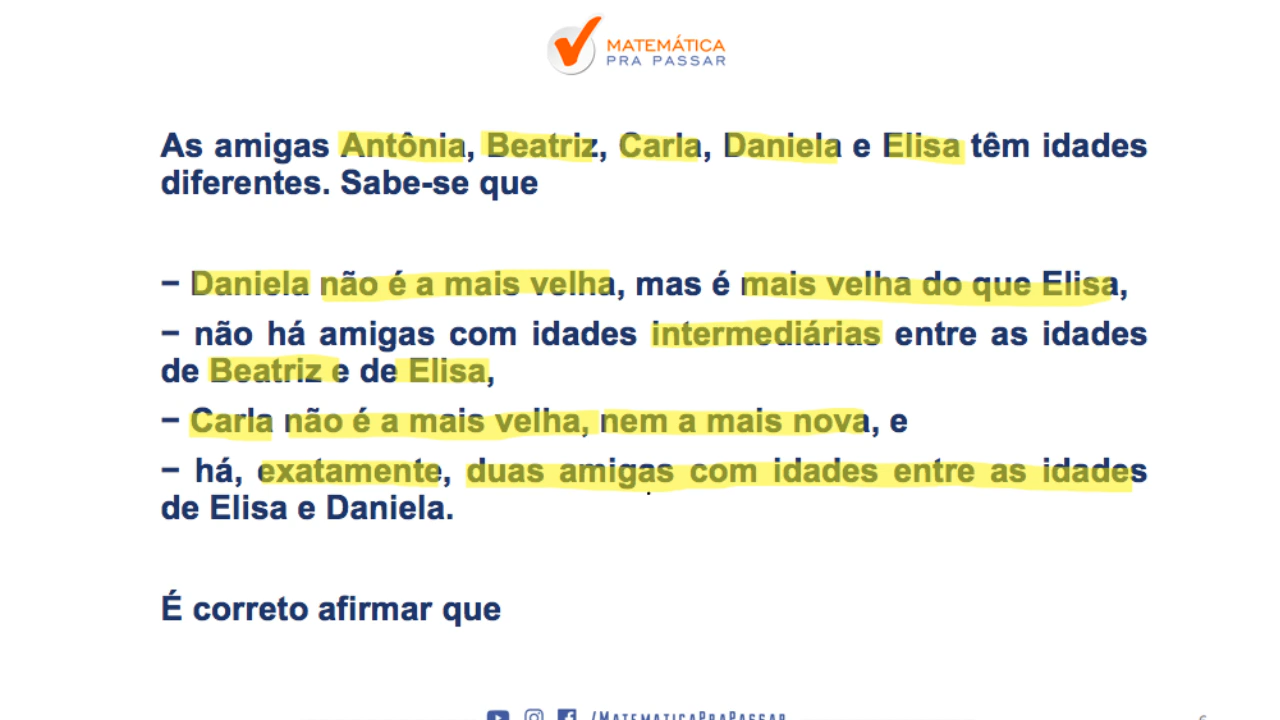 MATEMÁTICA
PRA PASSAR
As amigas Antônia, Beatriz, Carla, Daniela e Elisa têm idades
diferentes. Sabe-se que
– Daniela não é a mais velha, mas é mais velha do que Elisa,
– não há amigas com idades intermediárias entre as idades
de Beatriz e de Elisa,
– Carla não é a mais velha, nem a mais nova, e
– há, exatamente, duas amigas com idades entre as idades
de Elisa e Daniela.
É correto afirmar que
/MATEMATICAPRAPASSAR